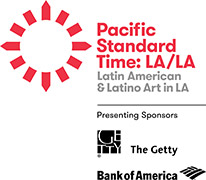 Pacific
Standard
Time: LA/LA
Latin American
& Latino Art in LA
Presenting Sponsors
The Getty
Bank of America